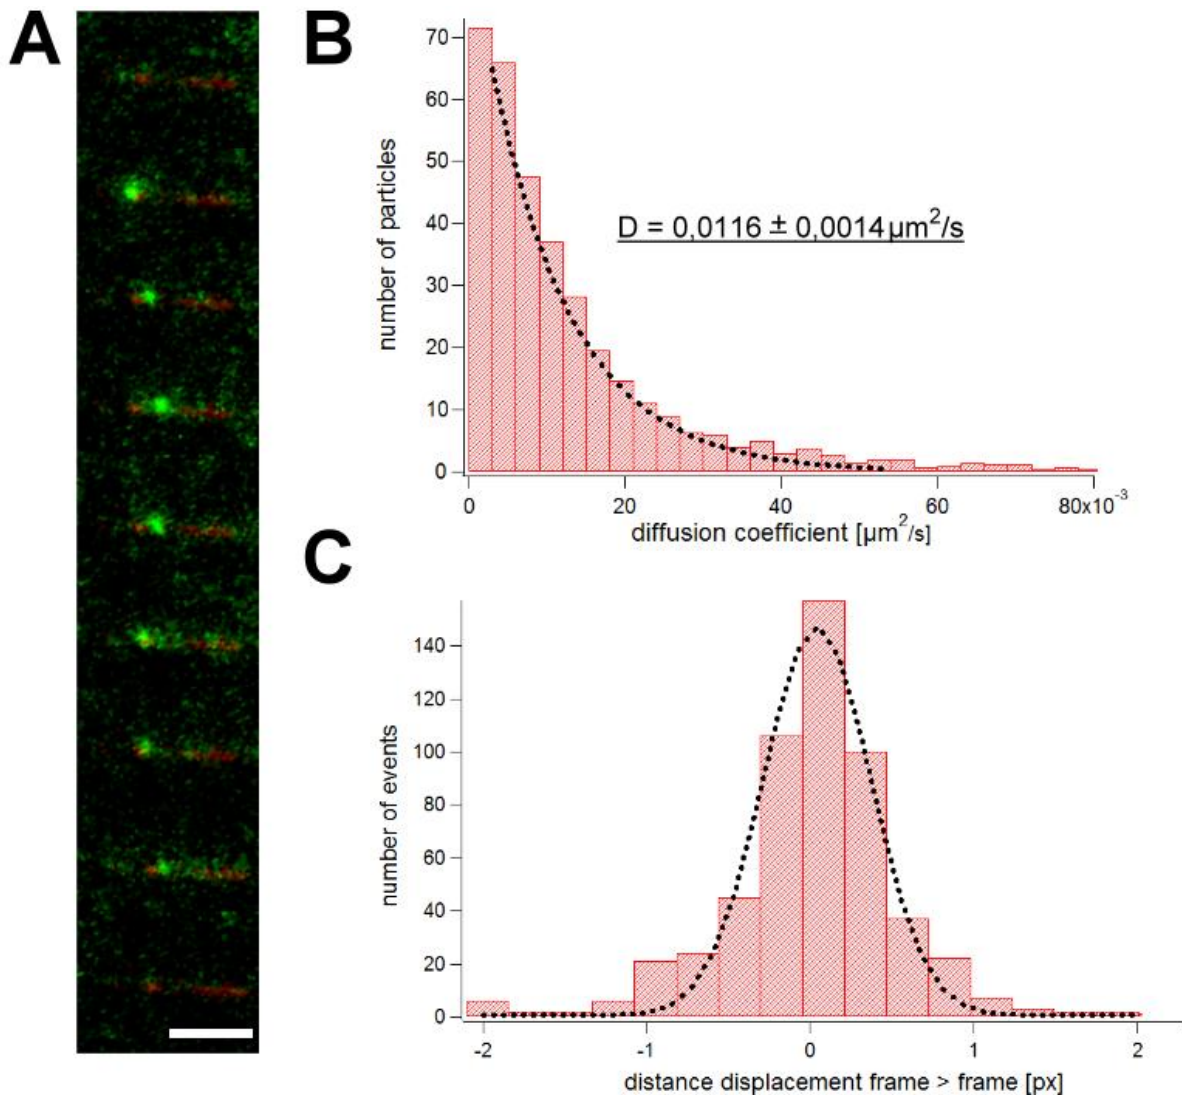 A
B
70
60
50
40
30
20
10
0
number of particles
D = 0,0116 ± 0,0014µm²/s
0 20 40 60 80x10⁻³
diffusion coefficient [µm²/s]
C
140
120
100
80
60
40
20
0
number of events
-2 -1 0 1 2
distance displacement frame > frame [px]